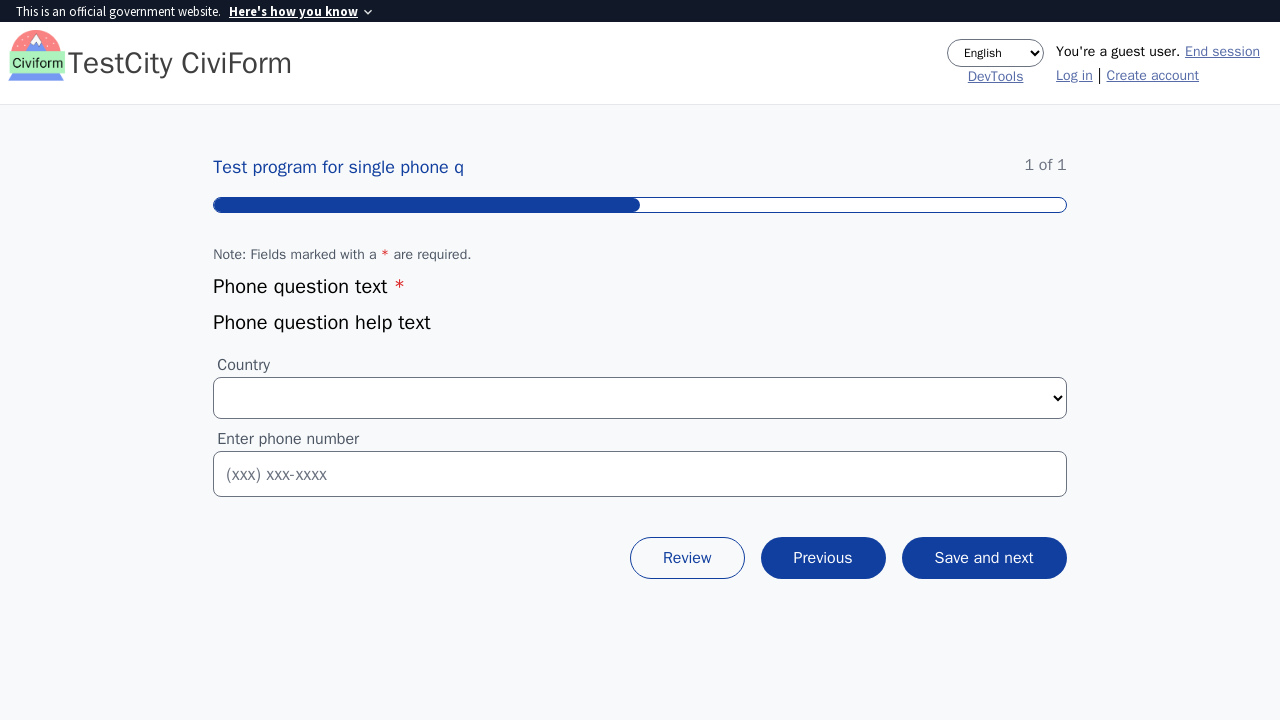 This is an official government website. Here's how you know
Civiform
TestCity CiviForm
English
DevTools
You're a guest user. End session
Log in | Create account
Test program for single phone q
1 of 1
Note: Fields marked with a * are required.
Phone question text *
Phone question help text
Country
Enter phone number
(xxx) xxx-xxxx
Review
Previous
Save and next